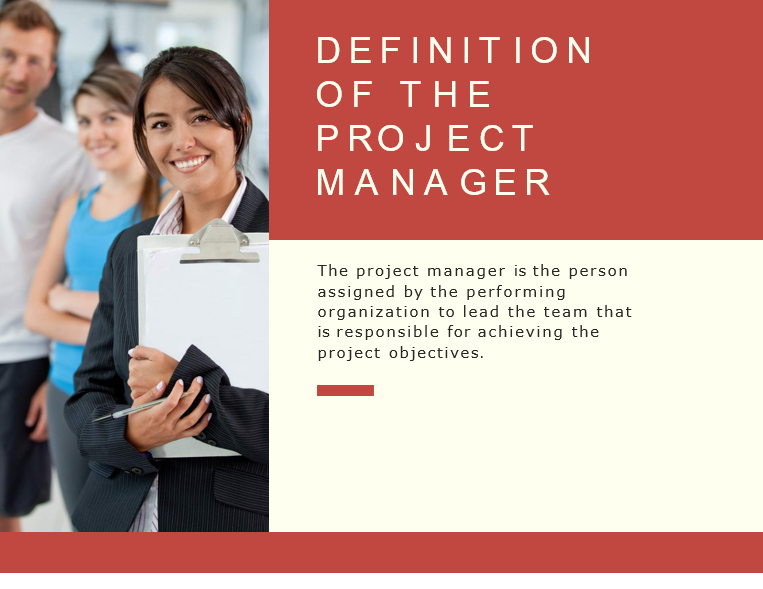 DEFINITION
OF THE
PROJECT
MANAGER
The project manager is the person
assigned by the performing
organization to lead the team that
is responsible for achieving the
project objectives.